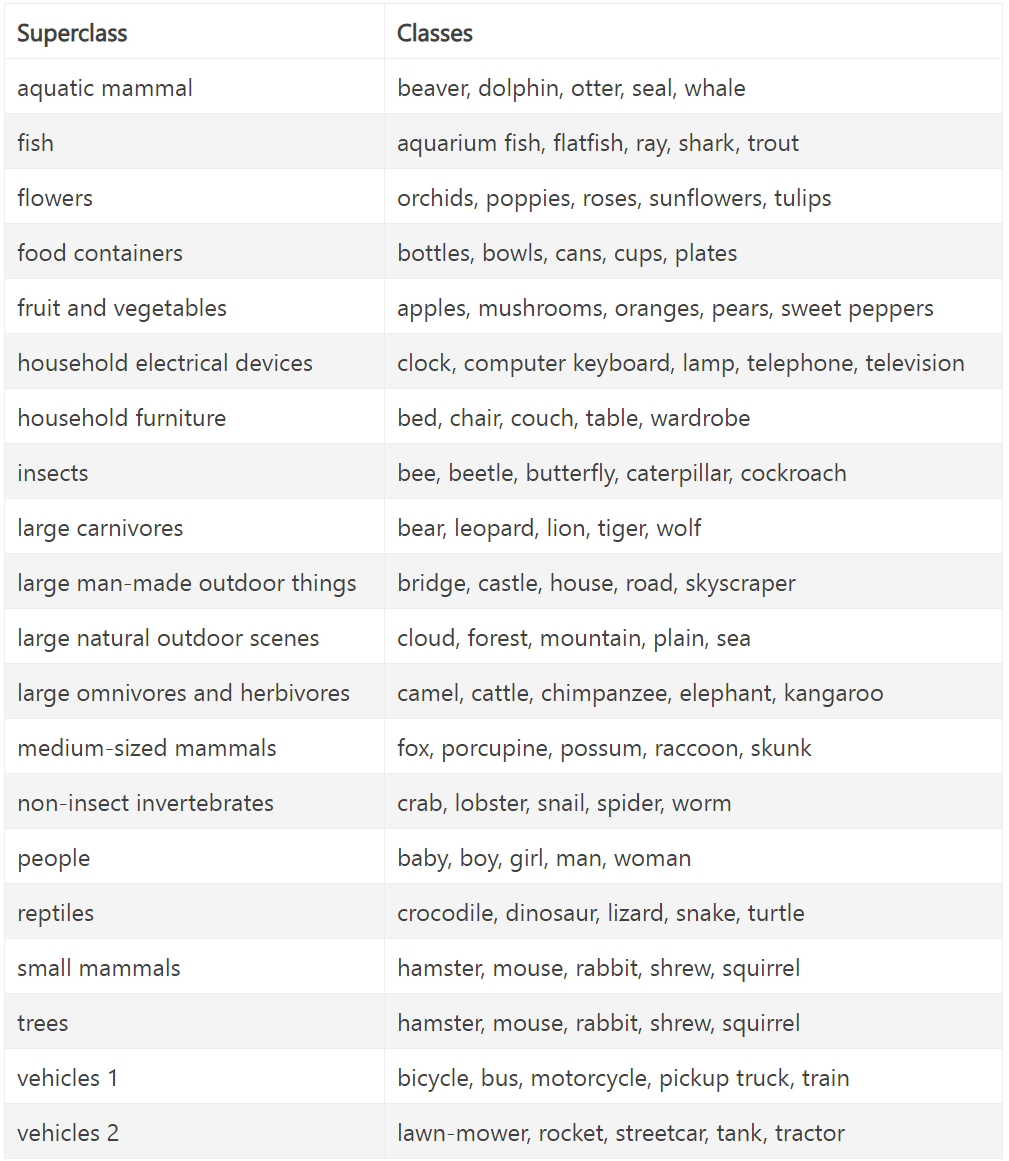 Superclass Classes
aquatic mammal beaver, dolphin, otter, seal, whale
fish aquarium fish, flatfish, ray, shark, trout
flowers orchids, poppies, roses, sunflowers, tulips
food containers bottles, bowls, cans, cups, plates
fruit and vegetables apples, mushrooms, oranges, pears, sweet peppers
household electrical devices clock, computer keyboard, lamp, telephone, television
household furniture bed, chair, couch, table, wardrobe
insects bee, beetle, butterfly, caterpillar, cockroach
large carnivores bear, leopard, lion, tiger, wolf
large man-made outdoor things bridge, castle, house, road, skyscraper
large natural outdoor scenes cloud, forest, mountain, plain, sea
large omnivores and herbivores camel, cattle, chimpanzee, elephant, kangaroo
medium-sized mammals fox, porcupine, possum, raccoon, skunk
non-insect invertebrates crab, lobster, snail, spider, worm
people baby, boy, girl, man, woman
reptiles crocodile, dinosaur, lizard, snake, turtle
small mammals hamster, mouse, rabbit, shrew, squirrel
trees hamster, mouse, rabbit, shrew, squirrel
vehicles 1 bicycle, bus, motorcycle, pickup truck, train
vehicles 2 lawn-mower, rocket, streetcar, tank, tractor